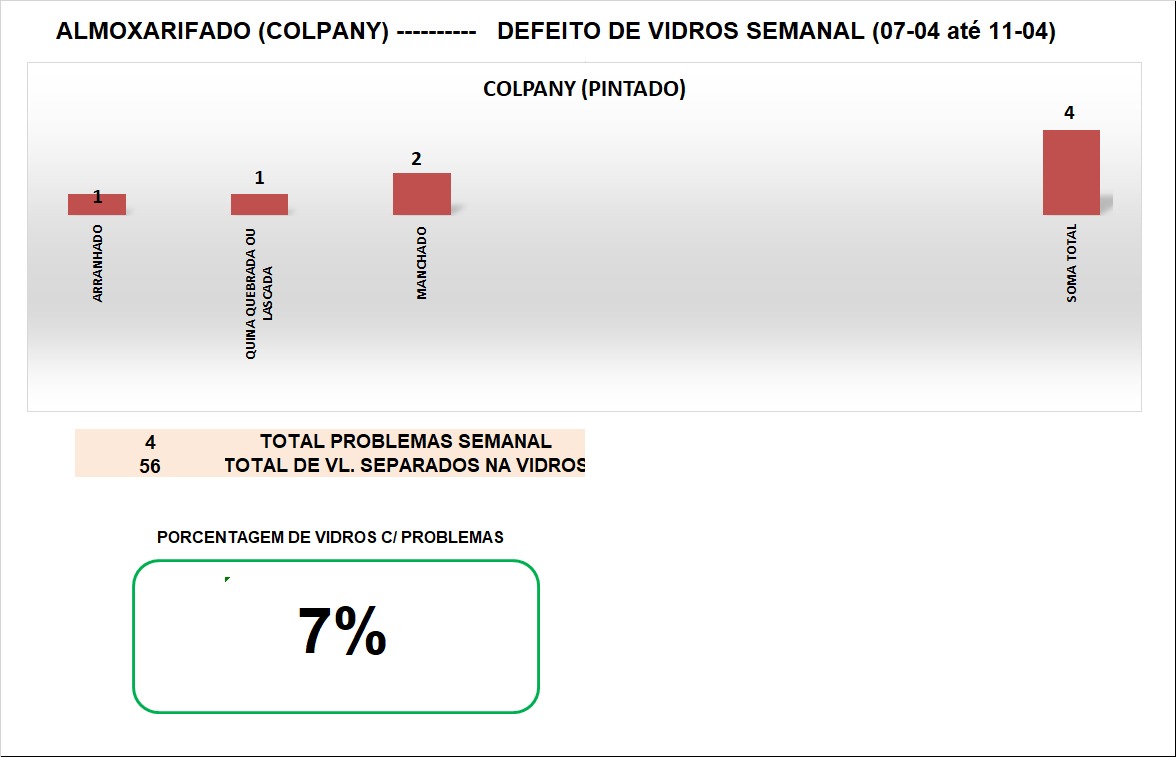 ALMOXARIFADO (COLPANY) ---------- DEFEITO DE VIDROS SEMANAL (07-04 até 11-04)
COLPANY (PINTADO)
1
1
2
4
ARRANHADO
QUINA QUEBRADA OU
LASCADA
MANCHADO
SOMA TOTAL
4 TOTAL PROBLEMAS SEMANAL
56 TOTAL DE VL. SEPARADOS NA VIDROS
PORCENTAGEM DE VIDROS C/ PROBLEMAS
7%